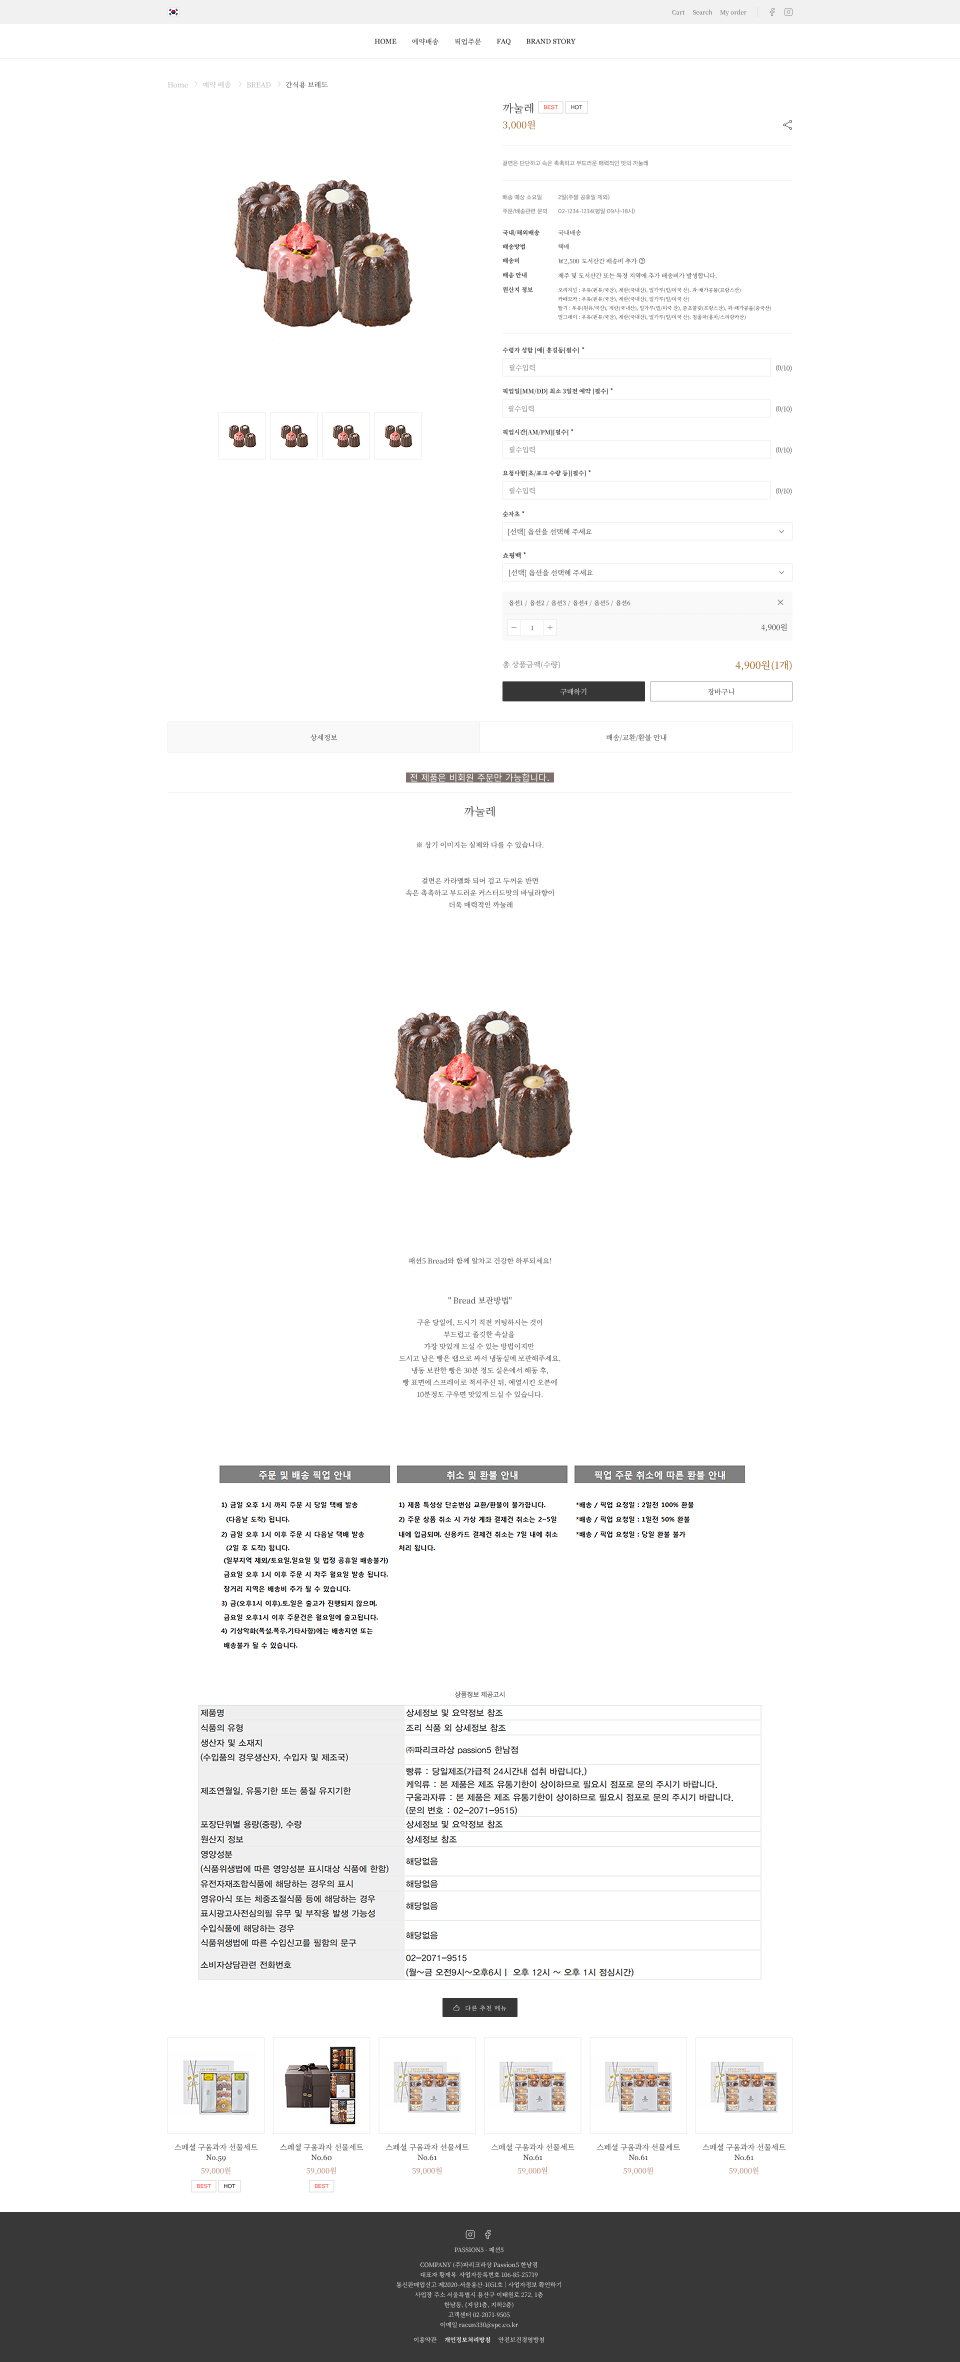 Cart Search My order
HOME 예약배송 픽업주문 FAQ BRAND STORY
Home 예약 배송 BREAD 간식용 브레드
까눌레 BEST HOT
3,000원
겉면은 단단하고 속은 촉촉하고 부드러운 매력적인 맛의 까눌레
배송 예상 소요일 2일(주말 공휴일 제외)
주문/배송관련 문의 02-1234-1234(평일 09시~18시)
국내/해외배송 국내배송
배송방법 택배
배송비 ₩2,500 도서산간 배송비 추가
배송 안내 제주 및 도서산간 또는 특정 지역에 추가 배송비가 발생합니다.
원산지 정보
수령자 성함 [예] 홍길동(필수) *
필수입력 (0/10)
픽업일[MM/DD] 최소 3일전 예약 (필수) *
필수입력 (0/10)
픽업시간[AM/PM](필수) *
필수입력 (0/10)
요청사항[초/포크 수량 등](필수) *
필수입력 (0/10)
숫자초 *
[선택] 옵션을 선택해 주세요
쇼핑백 *
[선택] 옵션을 선택해 주세요
옵션1 / 옵션2 / 옵션3 / 옵션4 / 옵션5 / 옵션6
1 4,900원
총 상품금액(수량) 4,900원(1개)
구매하기 장바구니
상세정보 배송/교환/환불 안내
전 제품은 비회원 주문만 가능합니다.
까눌레
※ 상기 이미지는 실제와 다를 수 있습니다.
겉면은 카라멜화 되어 검고 두꺼운 반면
속은 촉촉하고 부드러운 커스터드맛의 바닐라향이
더욱 매력적인 까눌레
패션5 Bread와 함께 알차고 건강한 하루되세요!
" Bread 보관방법"
구운 당일에, 드시기 직전 커팅하시는 것이
부드럽고 쫄깃한 속살을
가장 맛있게 드실 수 있는 방법이지만
드시고 남은 빵은 랩으로 싸서 냉동실에 보관해주세요.
냉동 보관한 빵은 30분 정도 실온에서 해동 후,
빵 표면에 스프레이로 적셔주신 뒤, 예열시킨 오븐에
10분정도 구우면 맛있게 드실 수 있습니다.
주문 및 배송 픽업 안내
1) 금일 오후 1시 까지 주문 시 당일 택배 발송
(다음날 도착) 됩니다.
2) 금일 오후 1시 이후 주문 시 다음날 택배 발송
(2일 후 도착) 됩니다.
(일부지역 제외/토요일,일요일 및 법정 공휴일 배송불가)
금요일 오후 1시 이후 주문 시 차주 월요일 발송 됩니다.
장거리 지역은 배송비 추가 될 수 있습니다.
3) 금(오후1시 이후),토,일은 출고가 진행되지 않으며,
금요일 오후1시 이후 주문건은 월요일에 출고됩니다.
4) 기상악화(폭설,폭우,기타사항)에는 배송지연 또는
배송불가 될 수 있습니다.
취소 및 환불 안내
1) 제품 특성상 단순변심 교환/환불이 불가합니다.
2) 주문 상품 취소 시 가상 계좌 결제건 취소는 2~5일
내에 입금되며, 신용카드 결제건 취소는 7일 내에 취소
처리 됩니다.
픽업 주문 취소에 따른 환불 안내
*배송 / 픽업 요청일 : 2일전 100% 환불
*배송 / 픽업 요청일 : 1일전 50% 환불
*배송 / 픽업 요청일 : 당일 환불 불가
상품정보 제공고시
제품명 상세정보 및 요약정보 참조
식품의 유형 조리 식품 외 상세정보 참조
생산자 및 소재지
(수입품의 경우생산자, 수입자 및 제조국)
㈜파리크라상 passion5 한남점
제조연월일, 유통기한 또는 품질 유지기한
빵류 : 당일제조(가급적 24시간내 섭취 바랍니다.)
케익류 : 본 제품은 제조 유통기한이 상이하므로 필요시 점포로 문의 주시기 바랍니다.
구움과자류 : 본 제품은 제조 유통기한이 상이하므로 필요시 점포로 문의 주시기 바랍니다.
(문의 번호 : 02-2071-9515)
포장단위별 용량(중량), 수량 상세정보 및 요약정보 참조
원산지 정보 상세정보 참조
영양성분
(식품위생법에 따른 영양성분 표시대상 식품에 한함)
해당없음
유전자재조합식품에 해당하는 경우의 표시 해당없음
영유아식 또는 체중조절식품 등에 해당하는 경우
표시광고사전심의필 유무 및 부작용 발생 가능성
해당없음
수입식품에 해당하는 경우
식품위생법에 따른 수입신고를 필함의 문구
해당없음
소비자상담관련 전화번호
02-2071-9515
(월~금 오전9시~오후6시 | 오후 12시 ~ 오후 1시 점심시간)
다른 추천 메뉴
스페셜 구움과자 선물세트
No.59
59,000원
BEST HOT
스페셜 구움과자 선물세트
No.60
59,000원
BEST
스페셜 구움과자 선물세트
No.61
59,000원
스페셜 구움과자 선물세트
No.61
59,000원
스페셜 구움과자 선물세트
No.61
59,000원
스페셜 구움과자 선물세트
No.61
59,000원
PASSION5 - 패션5
COMPANY (주)파리크라상 Passion5 한남점
대표자 황재복 사업자등록번호 106-85-25719
통신판매업신고 제2020-서울용산-1051호 | 사업자정보 확인하기
사업장 주소 서울특별시 용산구 이태원로 272, 1층
한남동, (지상1층, 지하2층)
고객센터 02-2071-9505
이메일 raeun330@spc.co.kr
이용약관 개인정보처리방침 안전보건경영방침